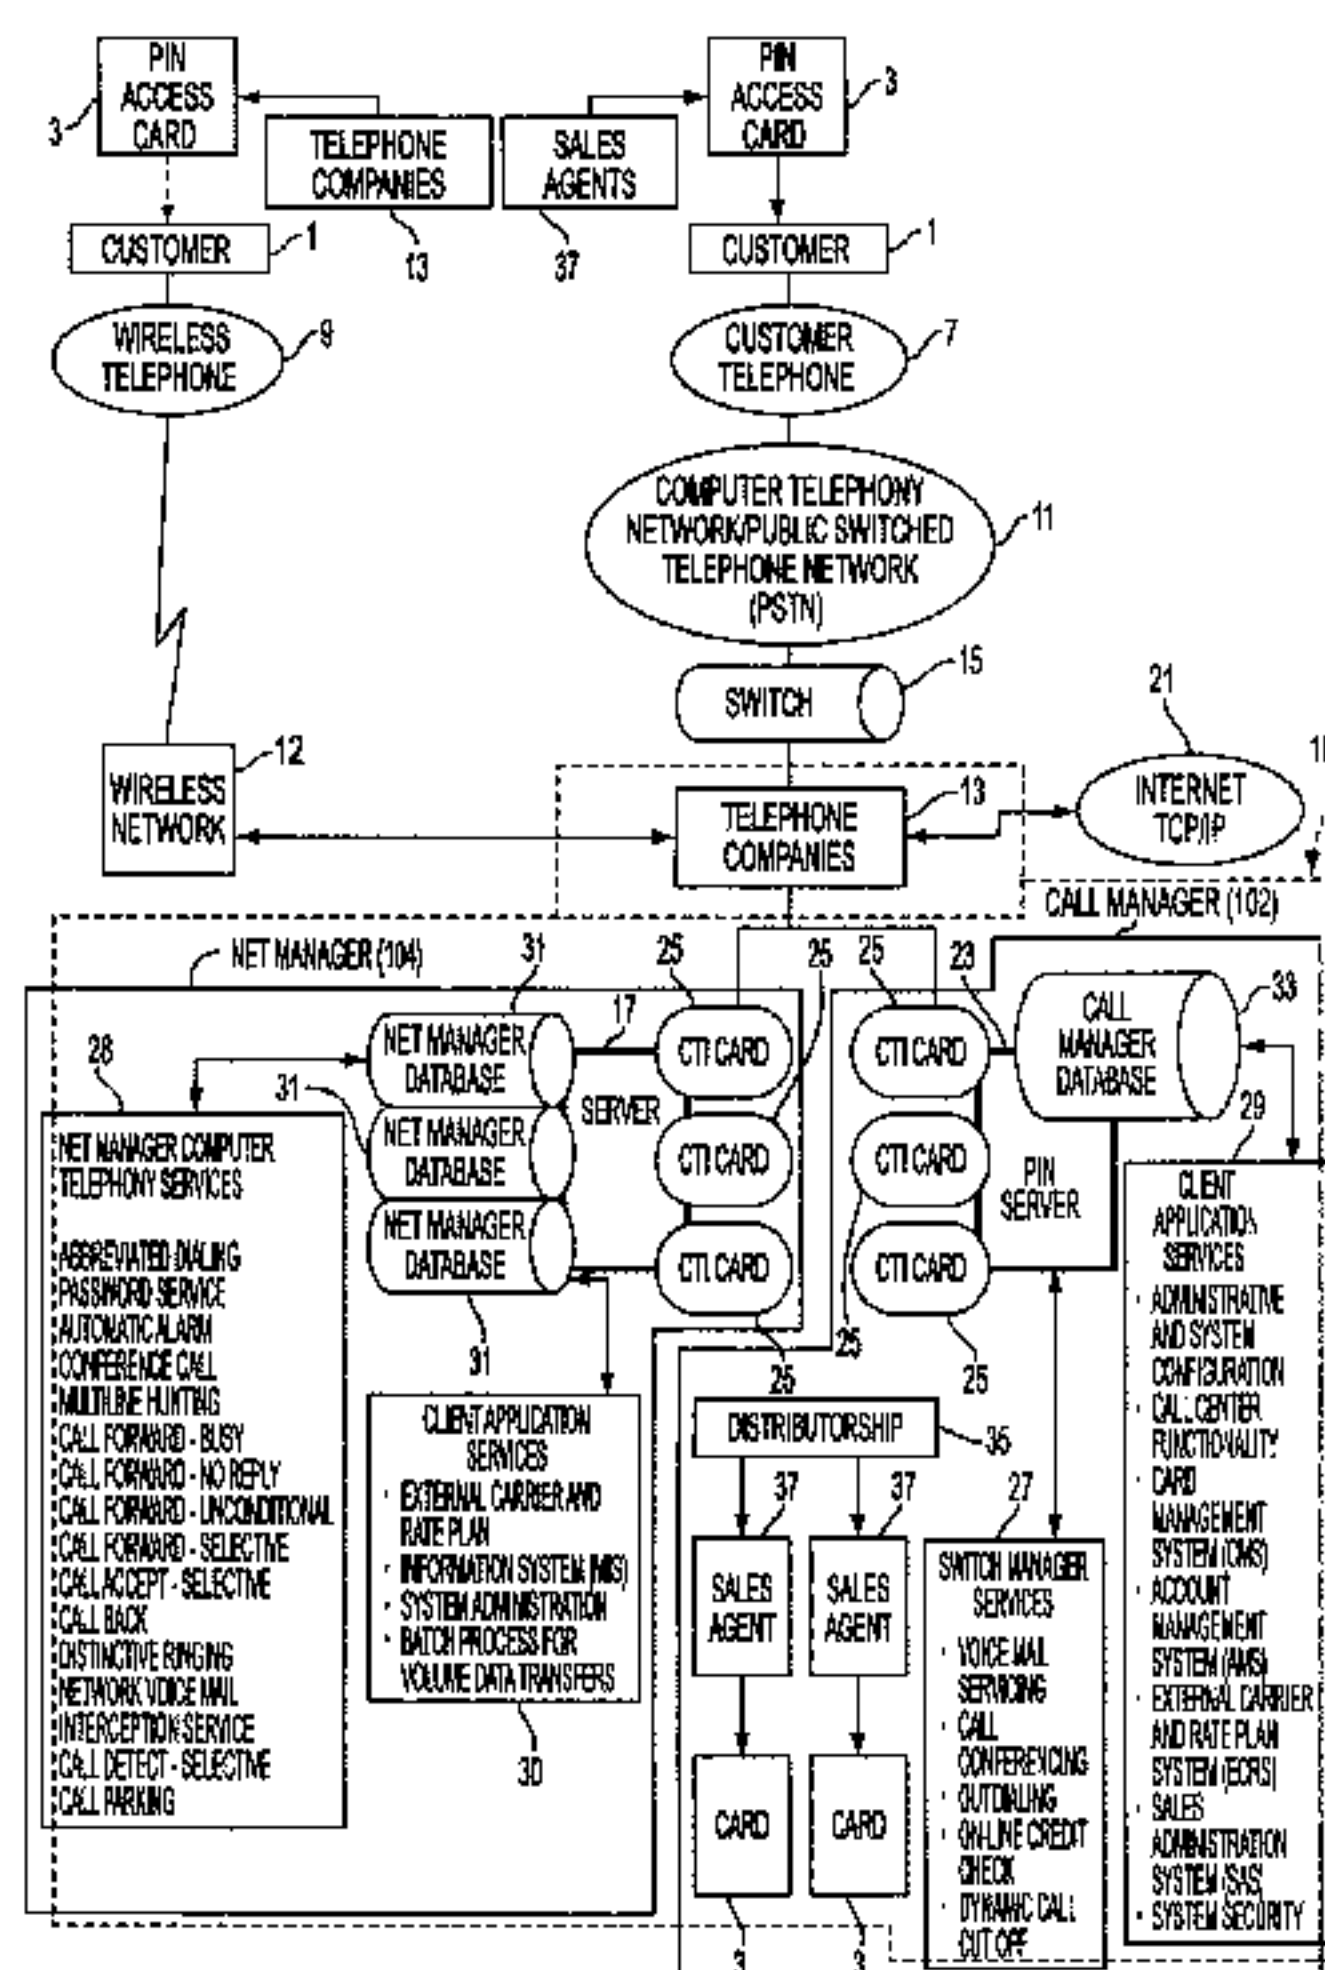 PIN
ACCESS
CARD
3
TELEPHONE
COMPANIES
13
SALES
AGENTS
37
PIN
ACCESS
CARD
3
CUSTOMER
1
CUSTOMER
1
WIRELESS
TELEPHONE
9
CUSTOMER
TELEPHONE
7
COMPUTER TELEPHONY
NETWORK/PUBLIC SWITCHED
TELEPHONE NETWORK
(PSTN)
11
SWITCH
15
21
INTERNET
TCP/IP
12
WIRELESS
NETWORK
TELEPHONE
COMPANIES
13
CALL MANAGER (102)
NET MANAGER (104)
31
25
25
25
23
33
17
NET MANAGER
DATABASE
NET MANAGER
DATABASE
NET MANAGER
DATABASE
31
31
SERVER
CTI CARD
CTI CARD
CTI CARD
25
CTI CARD
CTI CARD
CTI CARD
25
25
CALL
MANAGER
DATABASE
PIN
SERVER
28
NET MANAGER COMPUTER
TELEPHONY SERVICES
ABBREVIATED DIALING
PASSWORD SERVICE
AUTOMATIC ALARM
CONFERENCE CALL
MULTI-LINE HUNTING
CALL FORWARD - BUSY
CALL FORWARD - NO REPLY
CALL FORWARD - UNCONDITIONAL
CALL FORWARD - SELECTIVE
CALL ACCEPT - SELECTIVE
CALL BACK
DISTINCTIVE RINGING
NETWORK VOICE MAIL
INTERCEPTION SERVICE
CALL DETECT - SELECTIVE
CALL PARKING
CLIENT APPLICATION
SERVICES
· EXTERNAL CARRIER AND
RATE PLAN
· INFORMATION SYSTEM (MIS)
· SYSTEM ADMINISTRATION
· BATCH PROCESS FOR
VOLUME DATA TRANSFERS
30
DISTRIBUTORSHIP
35
37
37
SALES
AGENT
SALES
AGENT
CARD
CARD
3
3
27
SWITCH MANAGER
SERVICES
· VOICE MAIL
SERVICING
· CALL
CONFERENCING
· OUTDIALING
· ON-LINE CREDIT
CHECK
· DYNAMIC CALL
CUT OFF
29
CLIENT
APPLICATION
SERVICES
· ADMINISTRATIVE
AND SYSTEM
CONFIGURATION
· CALL CENTER
FUNCTIONALITY
· CARD
MANAGEMENT
SYSTEM (CMS)
· ACCOUNT
MANAGEMENT
SYSTEM (AMS)
· EXTERNAL CARRIER
AND RATE PLAN
SYSTEM (ECRS)
· SALES
ADMINISTRATION
SYSTEM (SAS)
· SYSTEM SECURITY